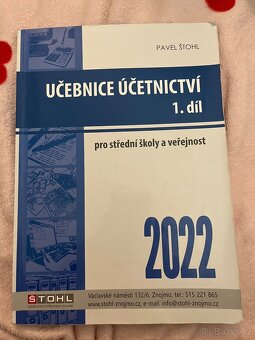 PAVEL ŠTOHL
UČEBNICE ÚČETNICTVÍ
1. díl
pro střední školy a veřejnost
2022
ŠTOHL
Václavské náměstí 132/6, Znojmo, tel.: 515 221 865
www.stohl-znojmo.cz, e-mail: info@stohl-znojmo.cz